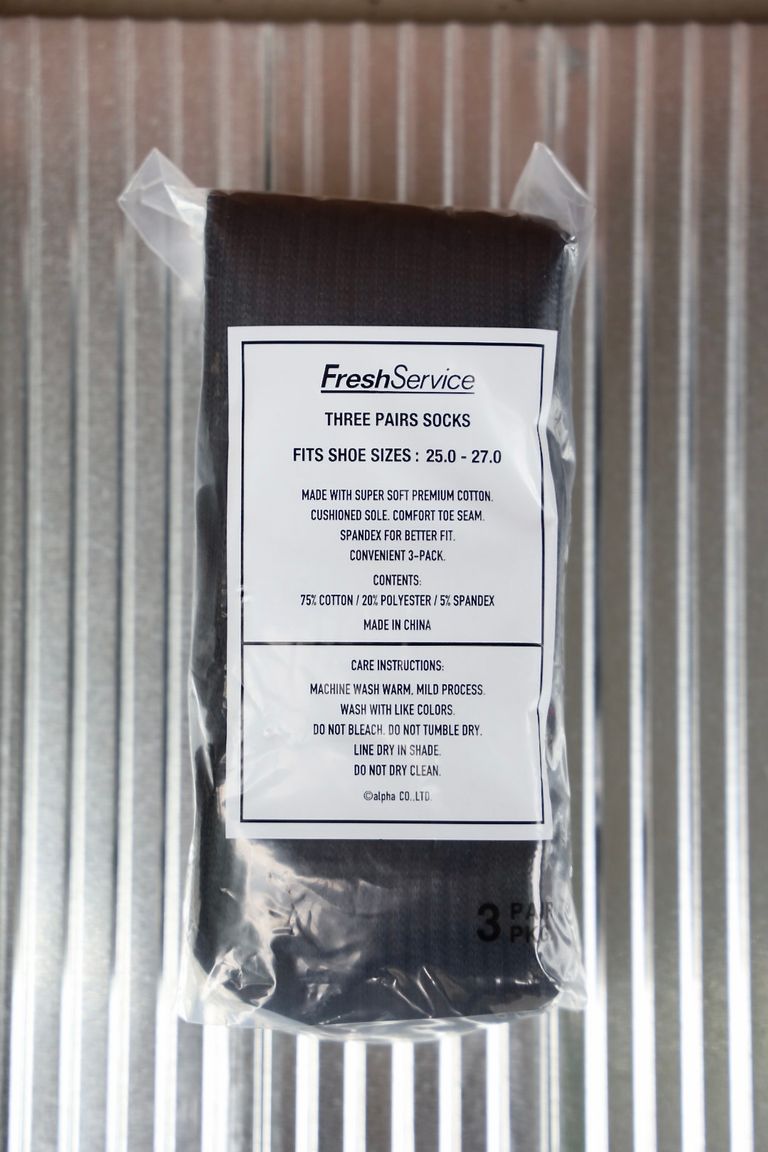 FreshService
THREE PAIRS SOCKS
FITS SHOE SIZES : 25.0 - 27.0
MADE WITH SUPER SOFT PREMIUM COTTON.
CUSHIONED SOLE. COMFORT TOE SEAM.
SPANDEX FOR BETTER FIT.
CONVENIENT 3-PACK.
CONTENTS:
75% COTTON / 20% POLYESTER / 5% SPANDEX
MADE IN CHINA
CARE INSTRUCTIONS:
MACHINE WASH WARM, MILD PROCESS.
WASH WITH LIKE COLORS.
DO NOT BLEACH. DO NOT TUMBLE DRY.
LINE DRY IN SHADE.
DO NOT DRY CLEAN.
©alpha CO.,LTD.
3 PAIR
PKG